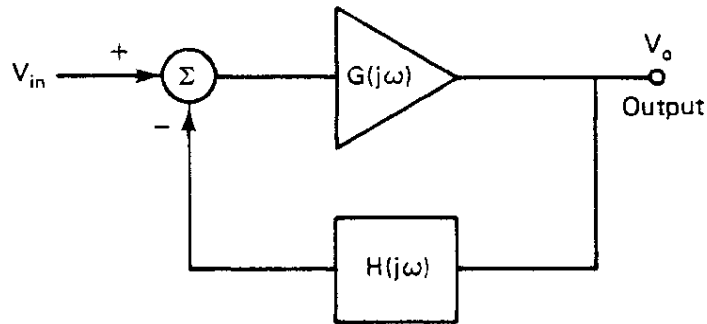 V_o
+
V_in
Σ
G(jω)
Output
−
H(jω)